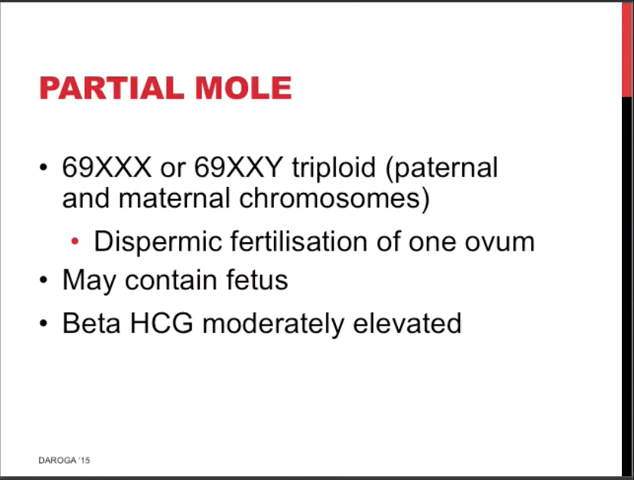 PARTIAL MOLE
• 69XXX or 69XXY triploid (paternal
and maternal chromosomes)
• Dispermic fertilisation of one ovum
• May contain fetus
• Beta HCG moderately elevated
DAROGA '15